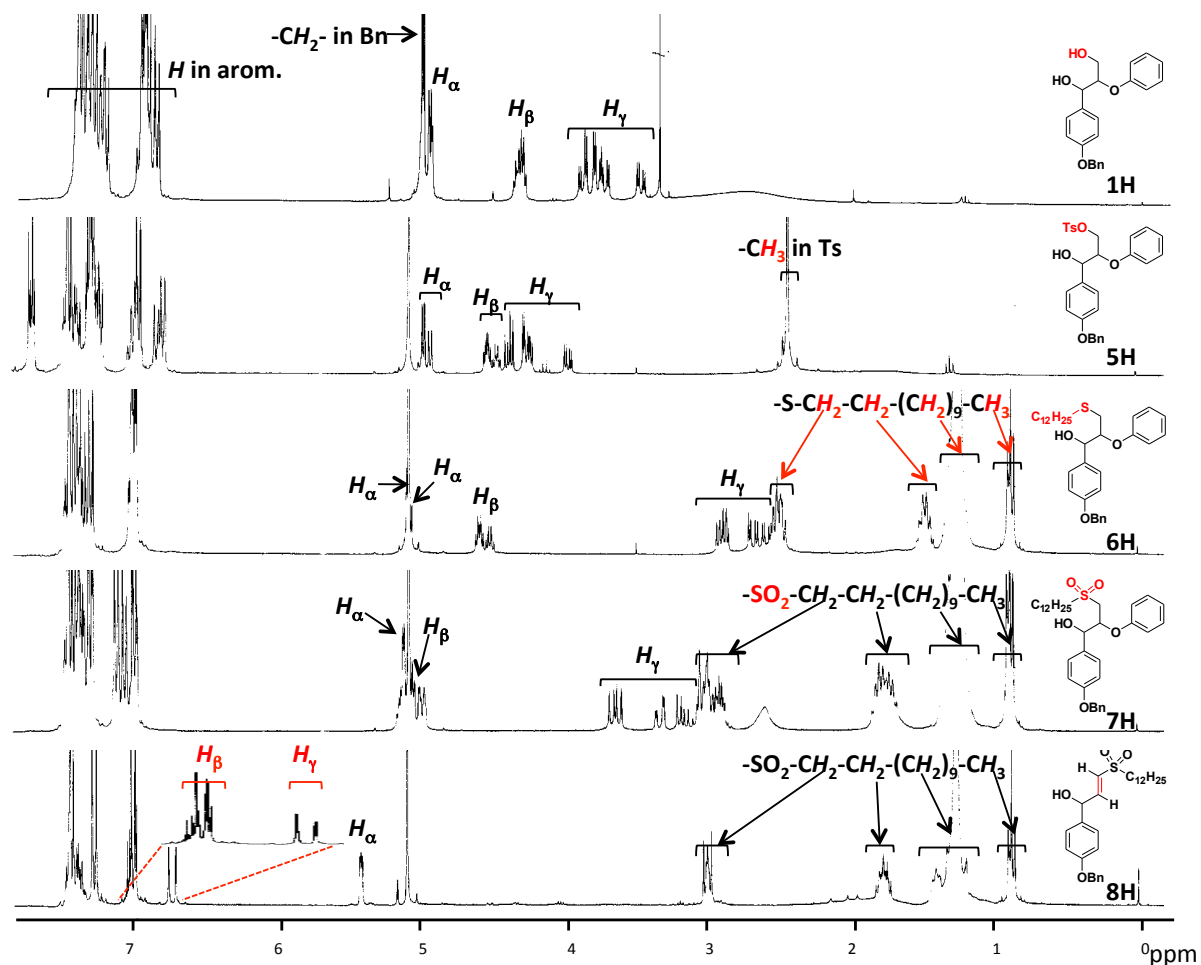 -CH₂- in Bn
H in arom.
Hα
Hβ
Hγ
HO
HO
O
OBn
1H
-CH₃ in Ts
Hα
Hβ
Hγ
TsO
HO
O
OBn
5H
-S-CH₂-CH₂-(CH₂)₉-CH₃
Hα
Hα
Hβ
Hγ
C₁₂H₂₅
S
HO
O
OBn
6H
-SO₂-CH₂-CH₂-(CH₂)₉-CH₃
Hα
Hβ
Hγ
O
O
S
C₁₂H₂₅
HO
O
OBn
7H
-SO₂-CH₂-CH₂-(CH₂)₉-CH₃
Hβ
Hγ
Hα
O
O
H
S
C₁₂H₂₅
HO
H
OBn
8H
7 6 5 4 3 2 1 0 ppm